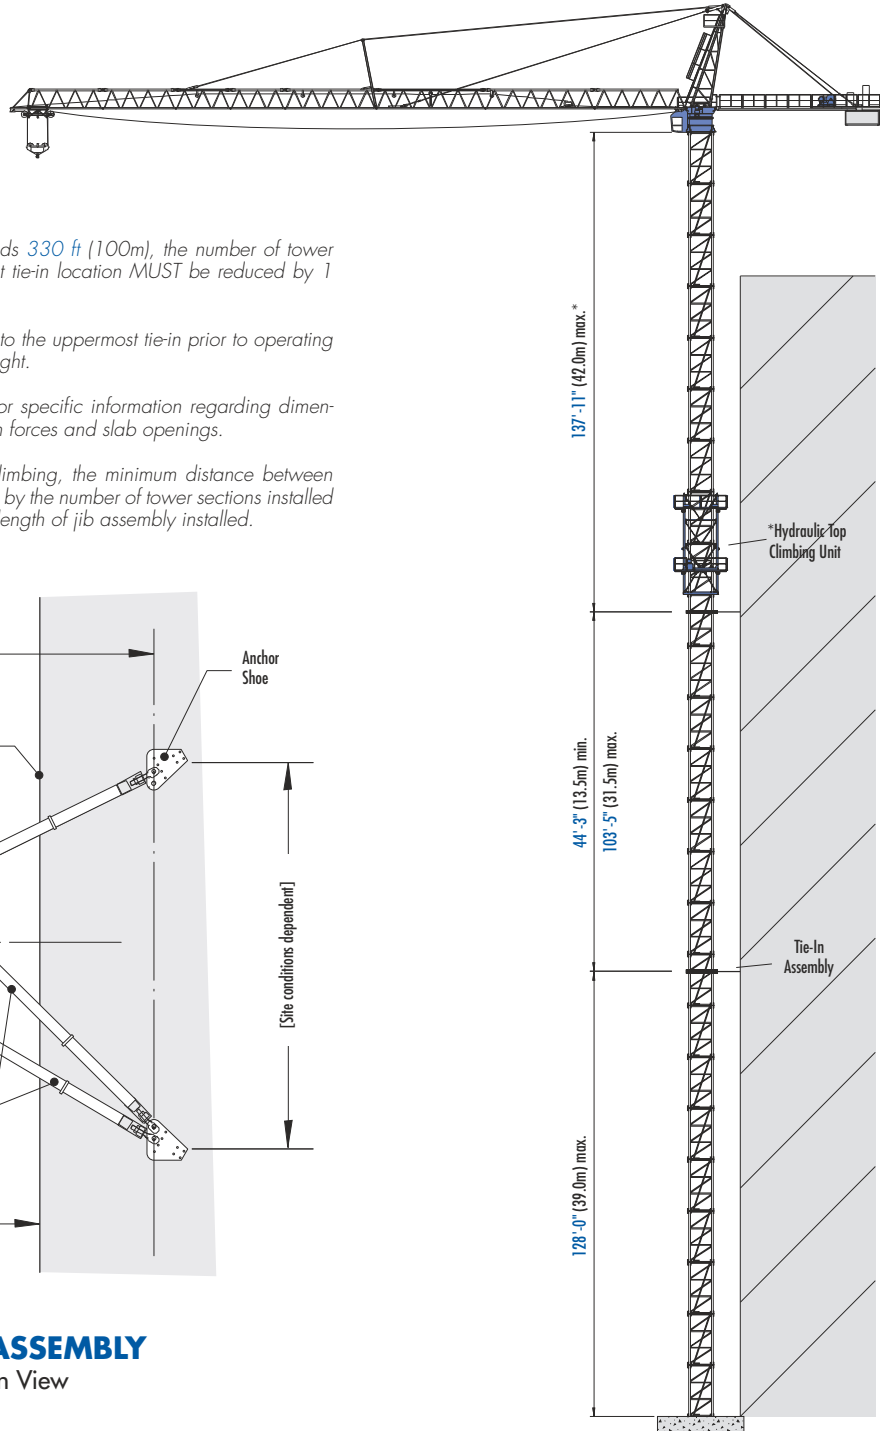 ds 330 ft (100m), the number of tower
t tie-in location MUST be reduced by 1
to the uppermost tie-in prior to operating
ght.
or specific information regarding dimen-
n forces and slab openings.
limbing, the minimum distance between
by the number of tower sections installed
length of jib assembly installed.
137'-11" (42.0m) max.*
*Hydraulic Top
Climbing Unit
Anchor
Shoe
44'-3" (13.5m) min.
103'-5" (31.5m) max.
[Site conditions dependent]
Tie-In
Assembly
128'-0" (39.0m) max.
ASSEMBLY
n View